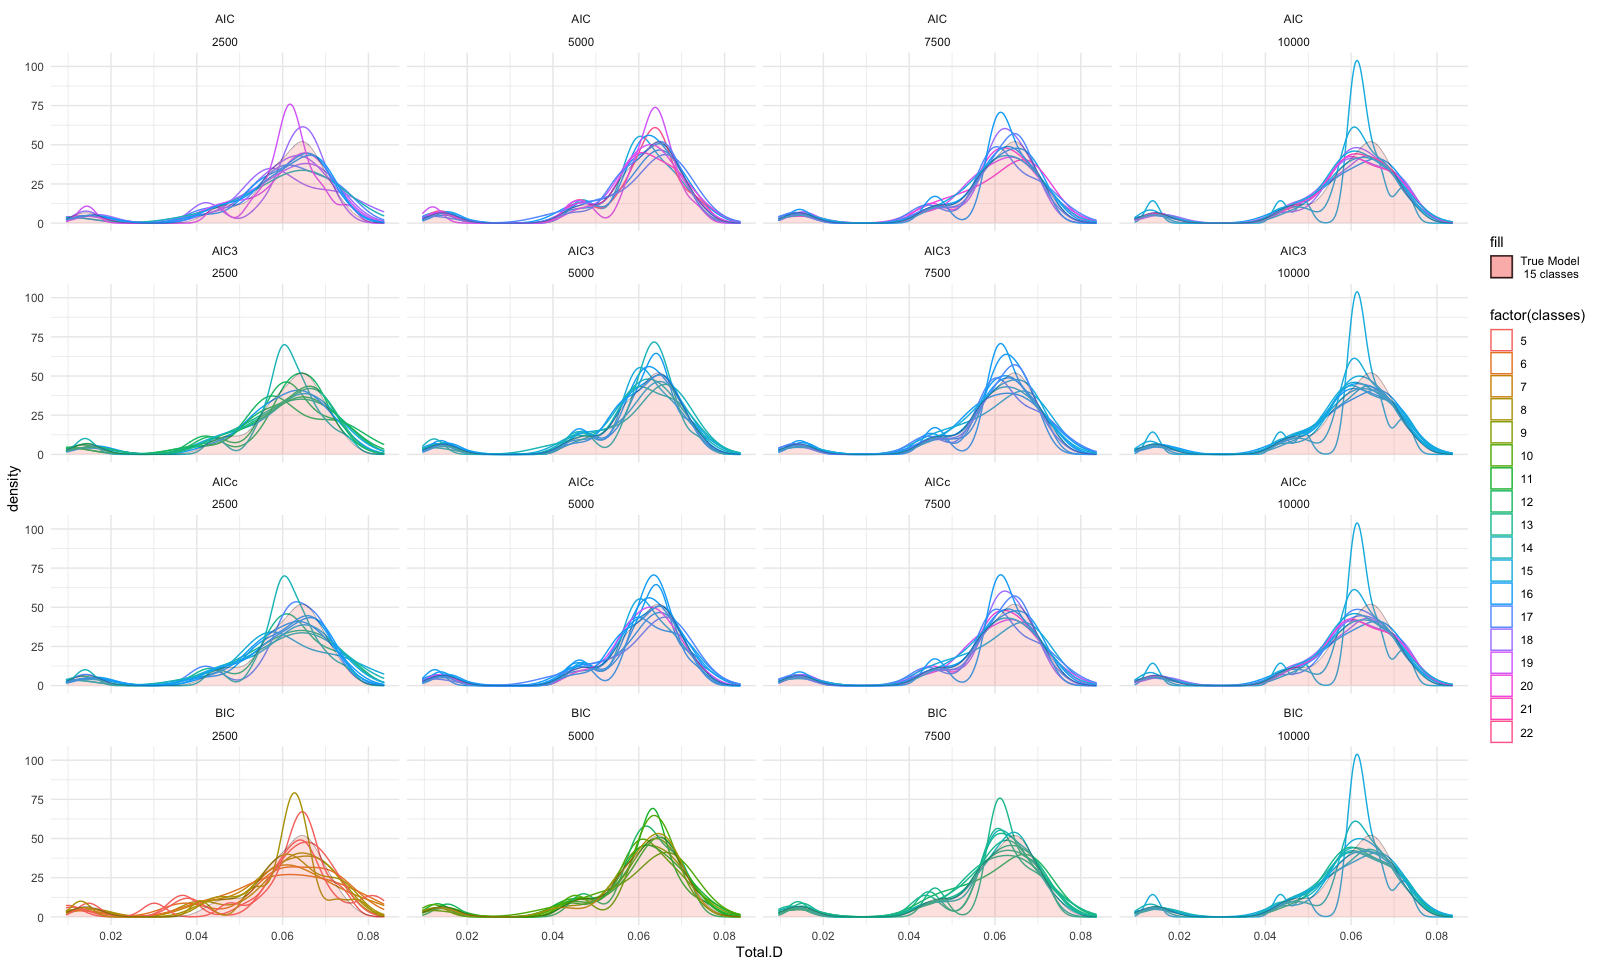 AIC AIC AIC AIC
2500 5000 7500 10000
100
75
50
25
0
AIC3 AIC3 AIC3 AIC3
2500 5000 7500 10000
100
75
50
25
0
AICc AICc AICc AICc
2500 5000 7500 10000
100
75
50
25
0
BIC BIC BIC BIC
2500 5000 7500 10000
100
75
50
25
0
0.02 0.04 0.06 0.08 0.02 0.04 0.06 0.08 0.02 0.04 0.06 0.08 0.02 0.04 0.06 0.08
Total.D
density
fill
True Model
15 classes
factor(classes)
5
6
7
8
9
10
11
12
13
14
15
16
17
18
19
20
21
22